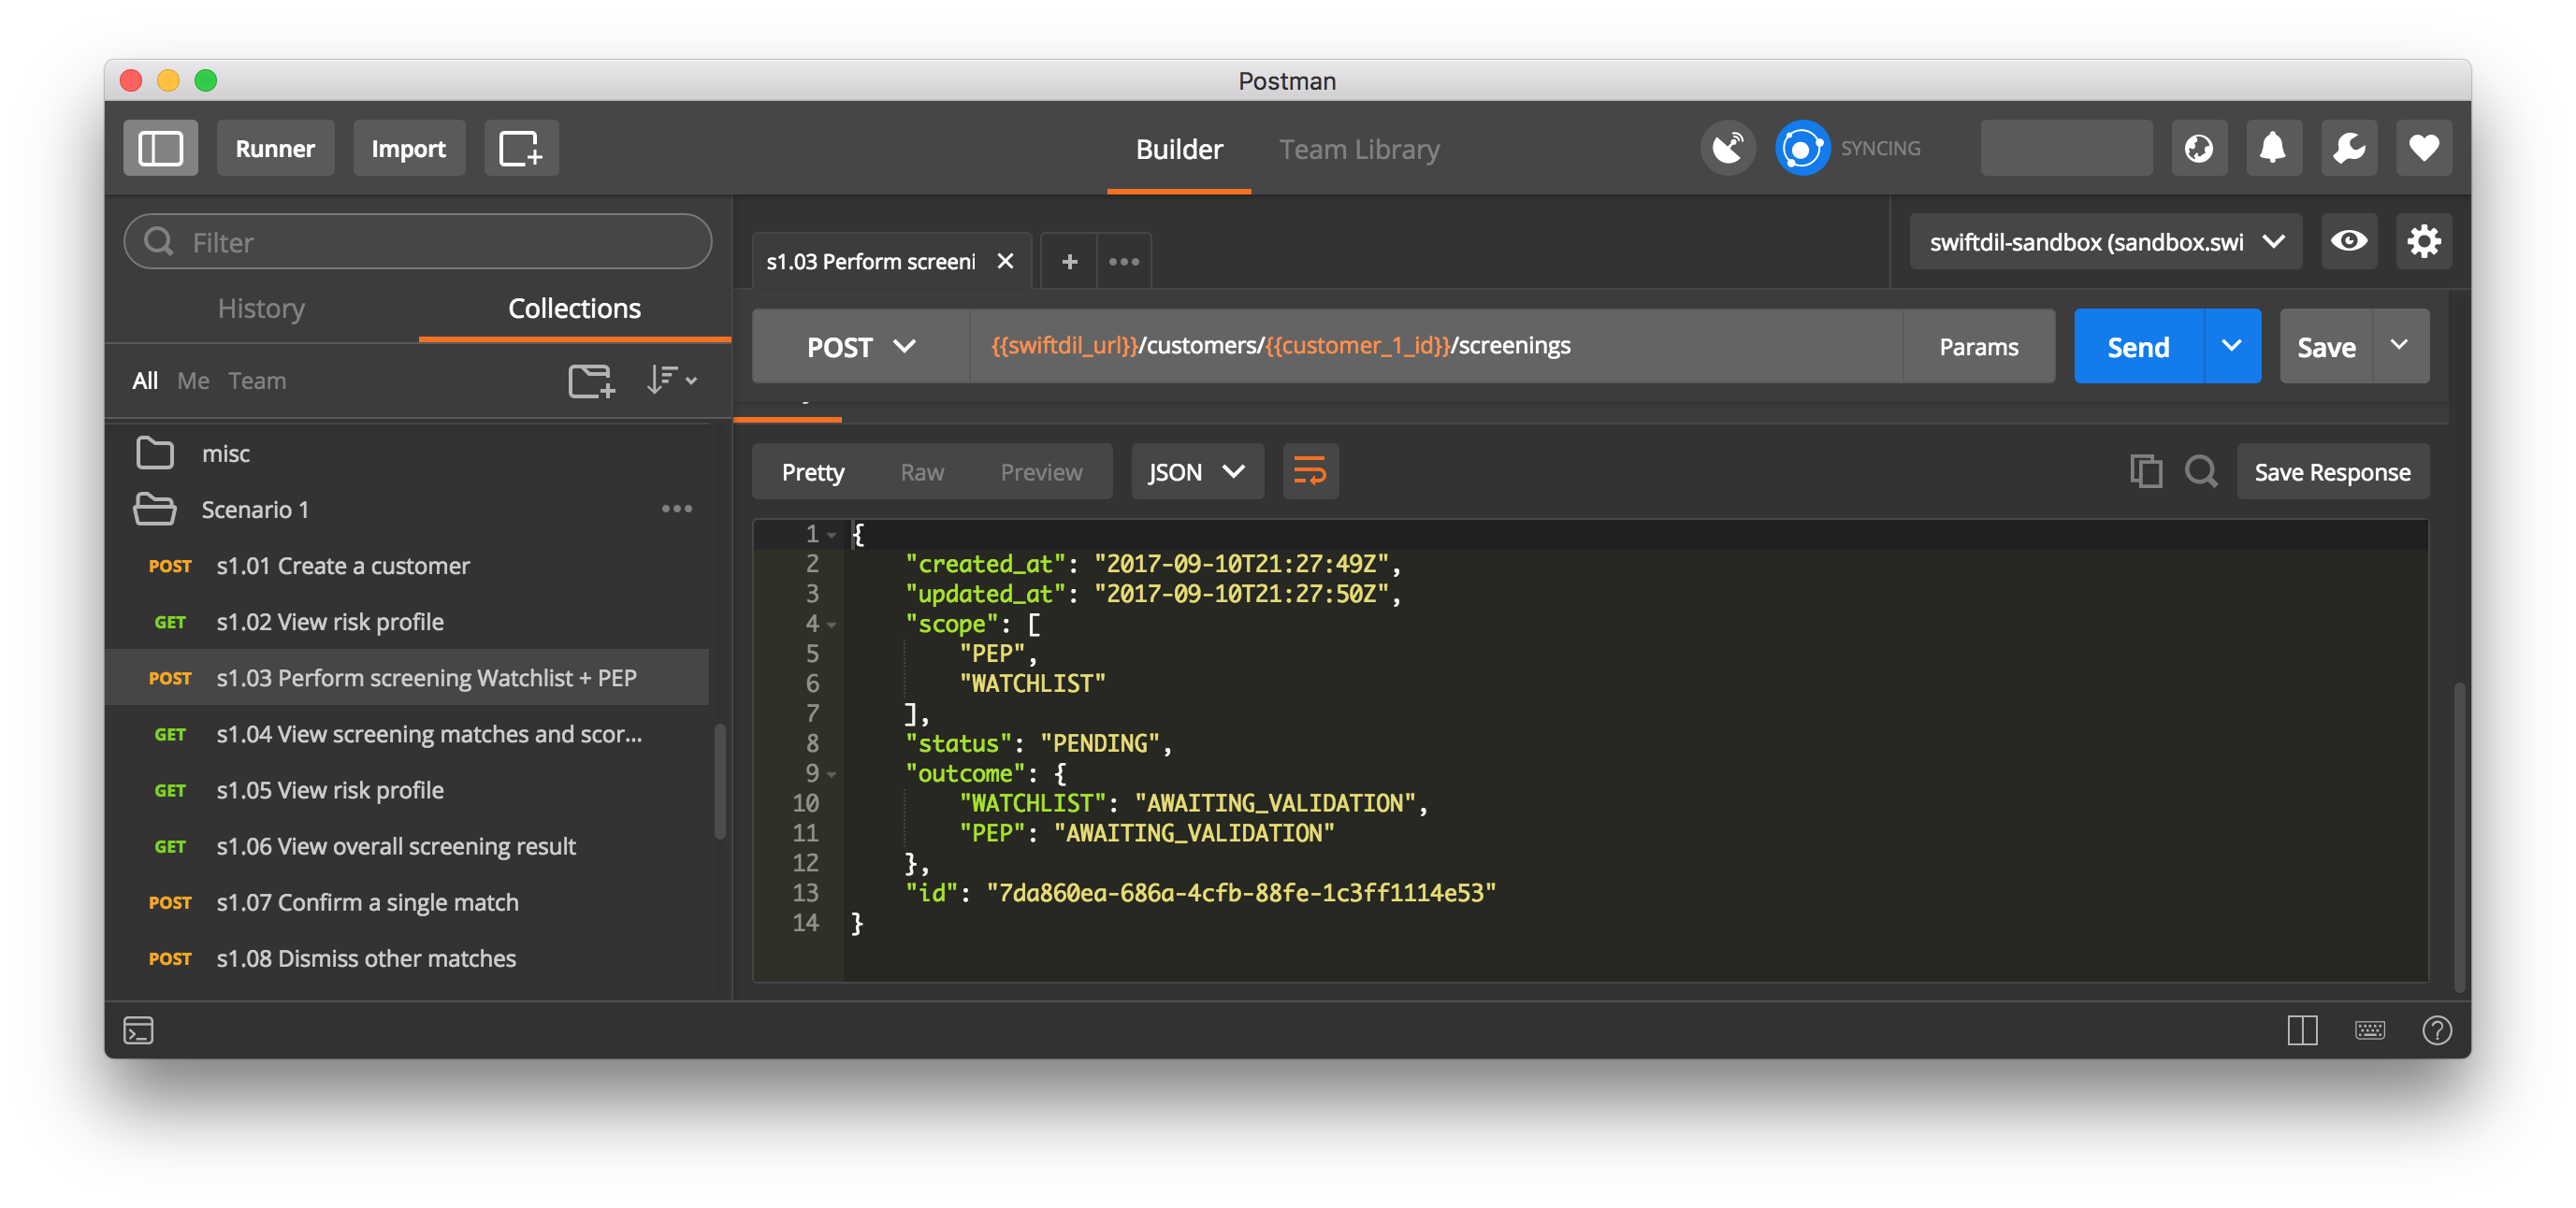 Postman
Runner
Import
Builder
Team Library
SYNCING
Filter
History
Collections
All
Me
Team
misc
Scenario 1
POST s1.01 Create a customer
GET s1.02 View risk profile
POST s1.03 Perform screening Watchlist + PEP
GET s1.04 View screening matches and scor...
GET s1.05 View risk profile
GET s1.06 View overall screening result
POST s1.07 Confirm a single match
POST s1.08 Dismiss other matches
s1.03 Perform screeni
swiftdil-sandbox (sandbox.swi
POST
{{swiftdil_url}}/customers/{{customer_1_id}}/screenings
Params
Send
Save
Pretty
Raw
Preview
JSON
Save Response
1 {
2 "created_at": "2017-09-10T21:27:49Z",
3 "updated_at": "2017-09-10T21:27:50Z",
4 "scope": [
5 "PEP",
6 "WATCHLIST"
7 ],
8 "status": "PENDING",
9 "outcome": {
10 "WATCHLIST": "AWAITING_VALIDATION",
11 "PEP": "AWAITING_VALIDATION"
12 },
13 "id": "7da860ea-686a-4cfb-88fe-1c3ff1114e53"
14 }